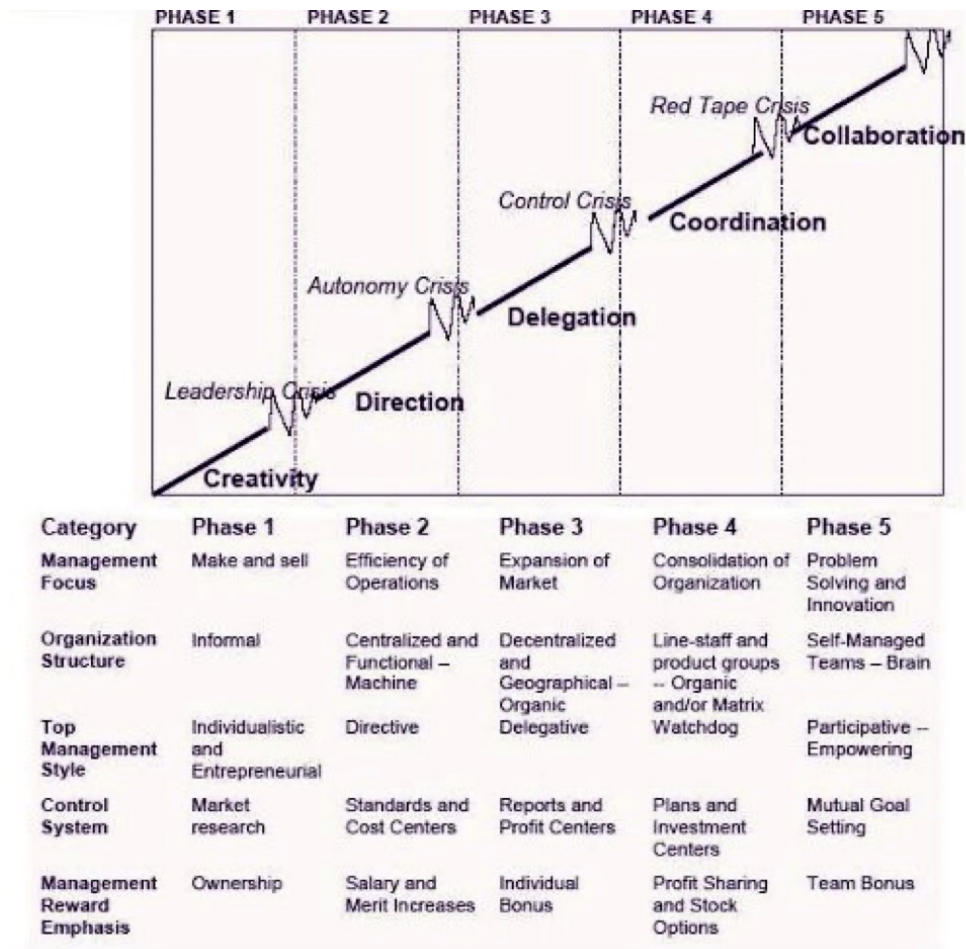 PHASE 1 PHASE 2 PHASE 3 PHASE 4 PHASE 5
Red Tape Crisis
Collaboration
Control Crisis
Coordination
Autonomy Crisis
Delegation
Leadership Crisis
Direction
Creativity
Category Phase 1 Phase 2 Phase 3 Phase 4 Phase 5
Management Make and sell Efficiency of Expansion of Consolidation of Problem
Focus Operations Market Organization Solving and
Innovation
Organization Informal Centralized and Decentralized Line-staff and Self-Managed
Structure Functional – and product groups Teams – Brain
Machine Geographical – -- Organic
Organic and/or Matrix
Top Individualistic Directive Delegative Watchdog Participative --
Management and Empowering
Style Entrepreneurial
Control Market Standards and Reports and Plans and Mutual Goal
System research Cost Centers Profit Centers Investment Setting
Centers
Management Ownership Salary and Individual Profit Sharing Team Bonus
Reward Merit Increases Bonus and Stock
Emphasis Options